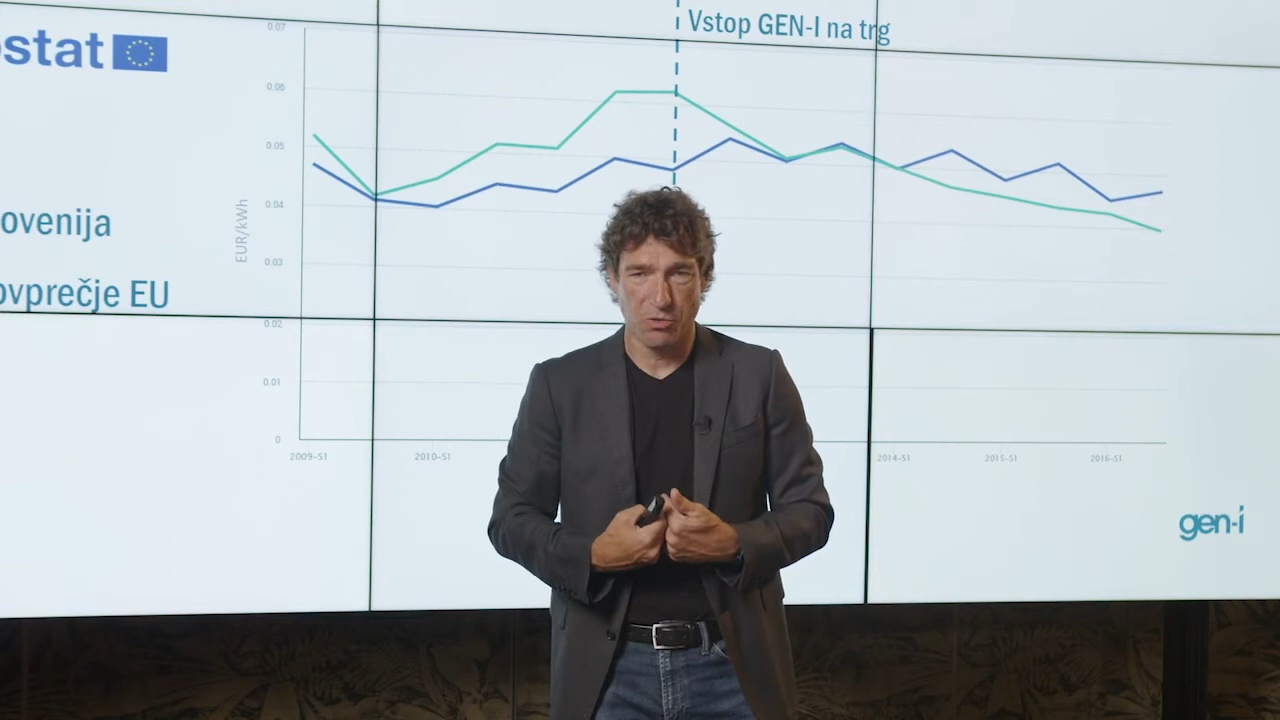 Vstop GEN-I na trg
ostat
0.07
0.06
0.05
0.04
0.03
0.02
0.01
0
EUR/kWh
ovenija
ovprečje EU
2009-S1
2010-S1
2014-S1
2015-S1
2016-S1
gen-i